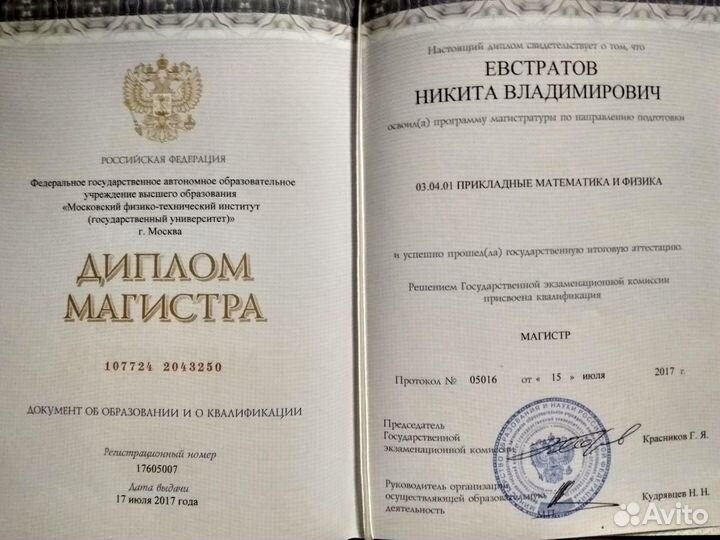 РОССИЙСКАЯ ФЕДЕРАЦИЯ
Федеральное государственное автономное образовательное
учреждение высшего образования
«Московский физико-технический институт
(государственный университет)»
г. Москва
ДИПЛОМ
МАГИСТРА
107724 2043250
ДОКУМЕНТ ОБ ОБРАЗОВАНИИ И О КВАЛИФИКАЦИИ
Регистрационный номер
17605007
Дата выдачи
17 июля 2017 года
Настоящий диплом свидетельствует о том, что
ЕВСТРАТОВ
НИКИТА ВЛАДИМИРОВИЧ
освоил(а) программу магистратуры по направлению подготовки
03.04.01 ПРИКЛАДНЫЕ МАТЕМАТИКА И ФИЗИКА
и успешно прошел(ла) государственную итоговую аттестацию.
Решением Государственной экзаменационной комиссии
присвоена квалификация
МАГИСТР
Протокол № 05016 от « 15 » июля 2017 г.
Председатель
Государственной
экзаменационной комиссии
Красников Г. Я.
Руководитель организации,
осуществляющей образовательную
деятельность
М.П.
Кудрявцев Н. Н.
Avito